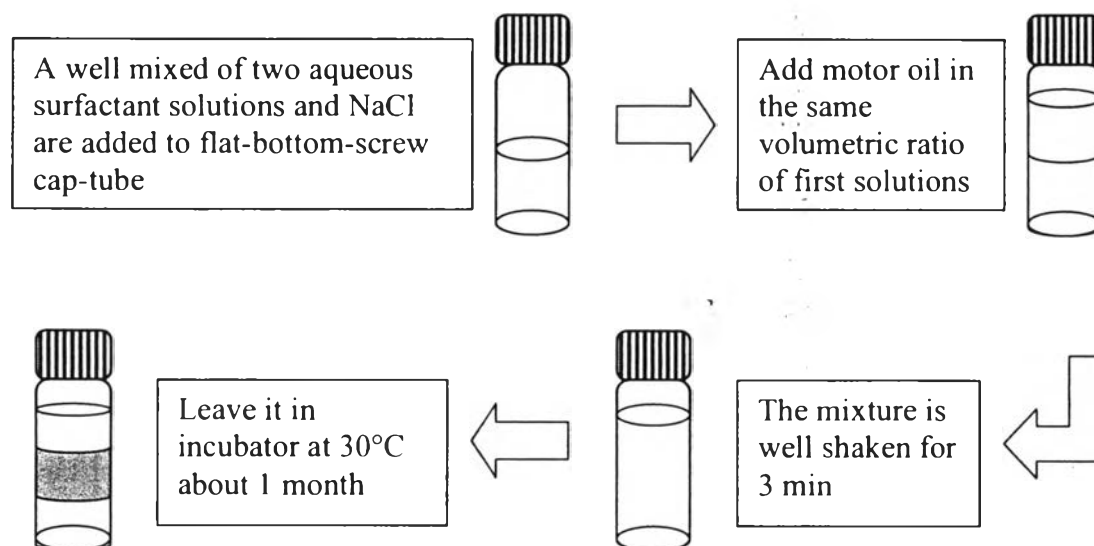 A well mixed of two aqueous
surfactant solutions and NaCl
are added to flat-bottom-screw
cap-tube
Add motor oil in
the same
volumetric ratio
of first solutions
The mixture is
well shaken for
3 min
Leave it in
incubator at 30°C
about 1 month